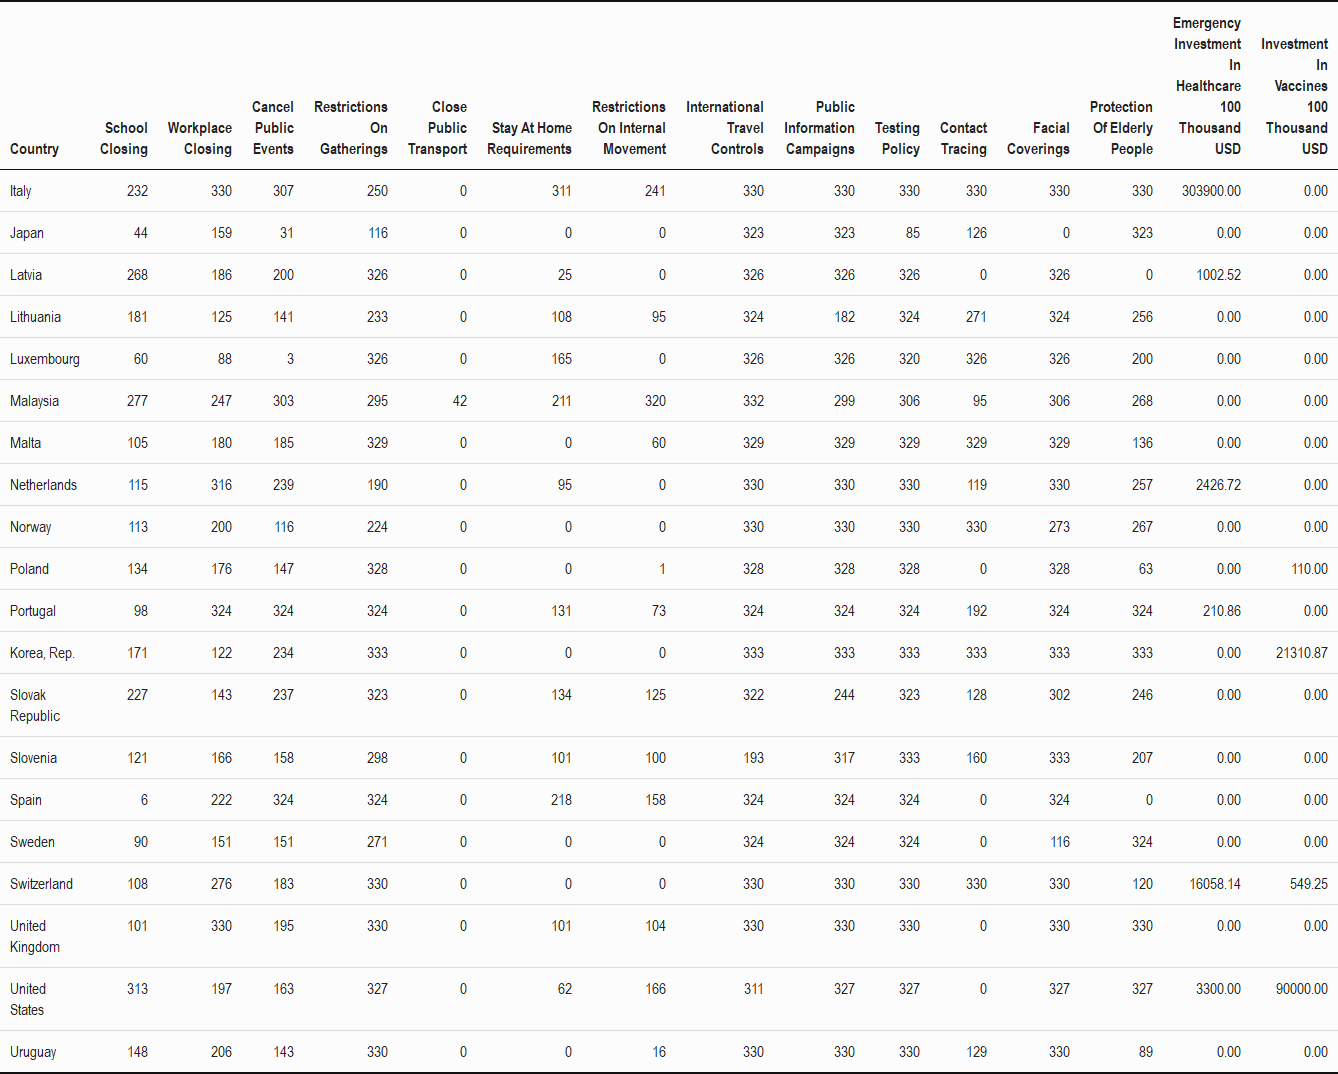 Emergency
Investment Investment
In In
Healthcare Vaccines
Cancel Restrictions Close Restrictions International Public Protection 100 100
School Workplace Public On Public Stay At Home On Internal Travel Information Testing Contact Facial Of Elderly Thousand Thousand
Country Closing Closing Events Gatherings Transport Requirements Movement Controls Campaigns Policy Tracing Coverings People USD USD
Italy 232 330 307 250 0 311 241 330 330 330 330 330 330 303900.00 0.00
Japan 44 159 31 116 0 0 0 323 323 85 126 0 323 0.00 0.00
Latvia 268 186 200 326 0 25 0 326 326 326 0 326 0 1002.52 0.00
Lithuania 181 125 141 233 0 108 95 324 182 324 271 324 256 0.00 0.00
Luxembourg 60 88 3 326 0 165 0 326 326 320 326 326 200 0.00 0.00
Malaysia 277 247 303 295 42 211 320 332 299 306 95 306 268 0.00 0.00
Malta 105 180 185 329 0 0 60 329 329 329 329 329 136 0.00 0.00
Netherlands 115 316 239 190 0 95 0 330 330 330 119 330 257 2426.72 0.00
Norway 113 200 116 224 0 0 0 330 330 330 330 273 267 0.00 0.00
Poland 134 176 147 328 0 0 1 328 328 328 0 328 63 0.00 110.00
Portugal 98 324 324 324 0 131 73 324 324 324 192 324 324 210.86 0.00
Korea, Rep. 171 122 234 333 0 0 0 333 333 333 333 333 333 0.00 21310.87
Slovak 227 143 237 323 0 134 125 322 244 323 128 302 246 0.00 0.00
Republic
Slovenia 121 166 158 298 0 101 100 193 317 333 160 333 207 0.00 0.00
Spain 6 222 324 324 0 218 158 324 324 324 0 324 0 0.00 0.00
Sweden 90 151 151 271 0 0 0 324 324 324 0 116 324 0.00 0.00
Switzerland 108 276 183 330 0 0 0 330 330 330 330 330 120 16058.14 549.25
United 101 330 195 330 0 101 104 330 330 330 0 330 330 0.00 0.00
Kingdom
United 313 197 163 327 0 62 166 311 327 327 0 327 327 3300.00 90000.00
States
Uruguay 148 206 143 330 0 0 16 330 330 330 129 330 89 0.00 0.00